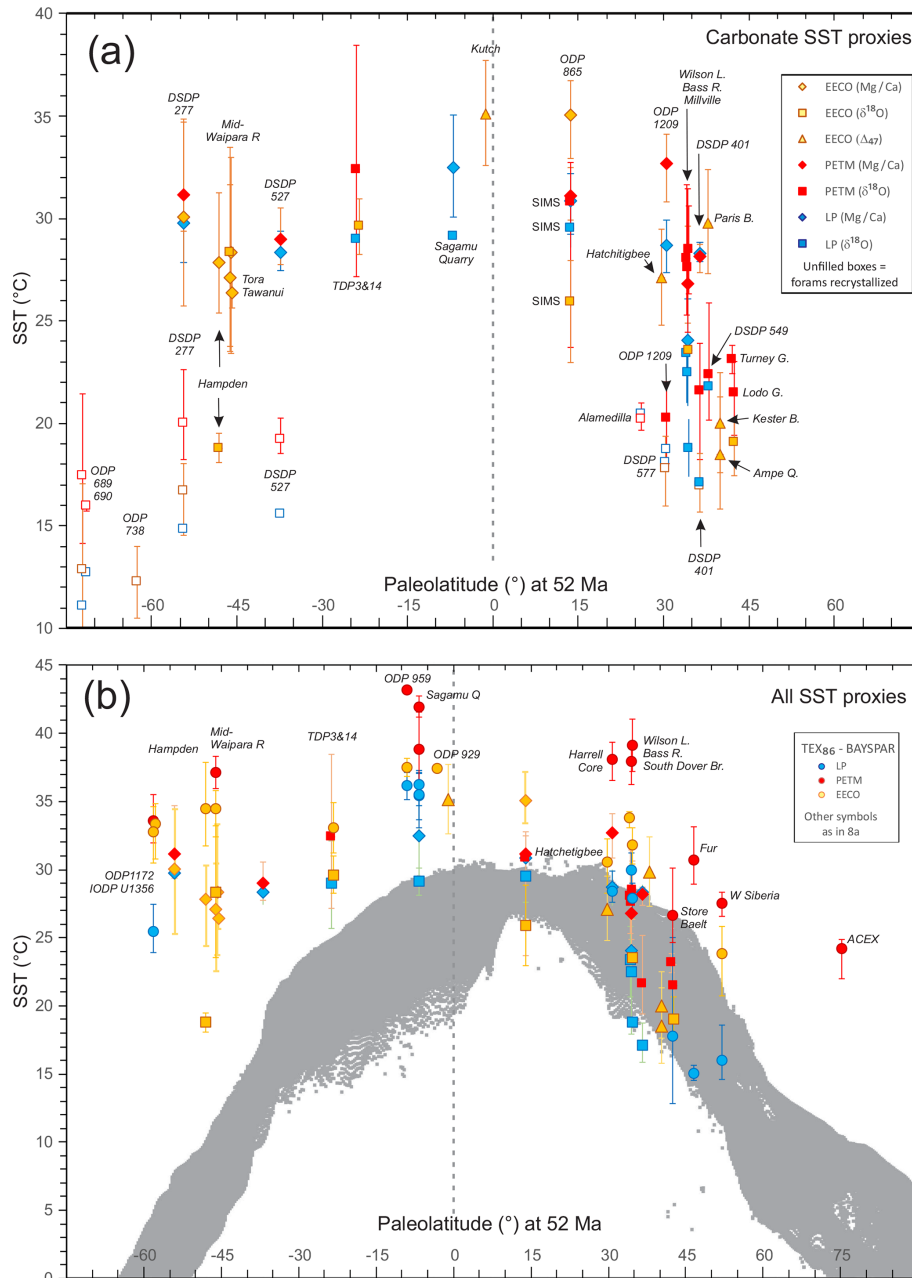 (a)
Carbonate SST proxies
EECO (Mg/Ca)
EECO (δ18O)
EECO (Δ47)
PETM (Mg/Ca)
PETM (δ18O)
LP (Mg/Ca)
LP (δ18O)
Unfilled boxes =
forams recrystallized
40
35
30
25
20
15
10
SST (°C)
DSDP
277
Mid-
Waipara R
DSDP
527
TDP3&14
Kutch
Sagamu
Quarry
ODP
865
SIMS
SIMS
SIMS
ODP
1209
Wilson L.
Bass R.
Millville
DSDP 401
Paris B.
Hatchitigbee
Tora
Tawanui
Hampden
DSDP
277
DSDP
527
ODP
689
690
ODP
738
ODP 1209
DSDP 549
Turney G.
Lodo G.
Kester B.
Ampe Q.
Alamedilla
DSDP
577
DSDP
401
Paleolatitude (°) at 52 Ma
-60 -45 -30 -15 0 15 30 45 60
(b)
All SST proxies
TEX86 - BAYSPAR
LP
PETM
EECO
Other symbols
as in 8a
45
40
35
30
25
20
15
10
5
0
SST (°C)
ODP 959
Sagamu Q
ODP 929
Hampden
Mid-
Waipara R
TDP3&14
Harrell
Core
Wilson L.
Bass R.
South Dover Br.
Hatchetigbee
Fur
ODP1172
IODP U1356
Store
Baelt
W Siberia
ACEX
Paleolatitude (°) at 52 Ma
-60 -45 -30 -15 0 15 30 45 60 75